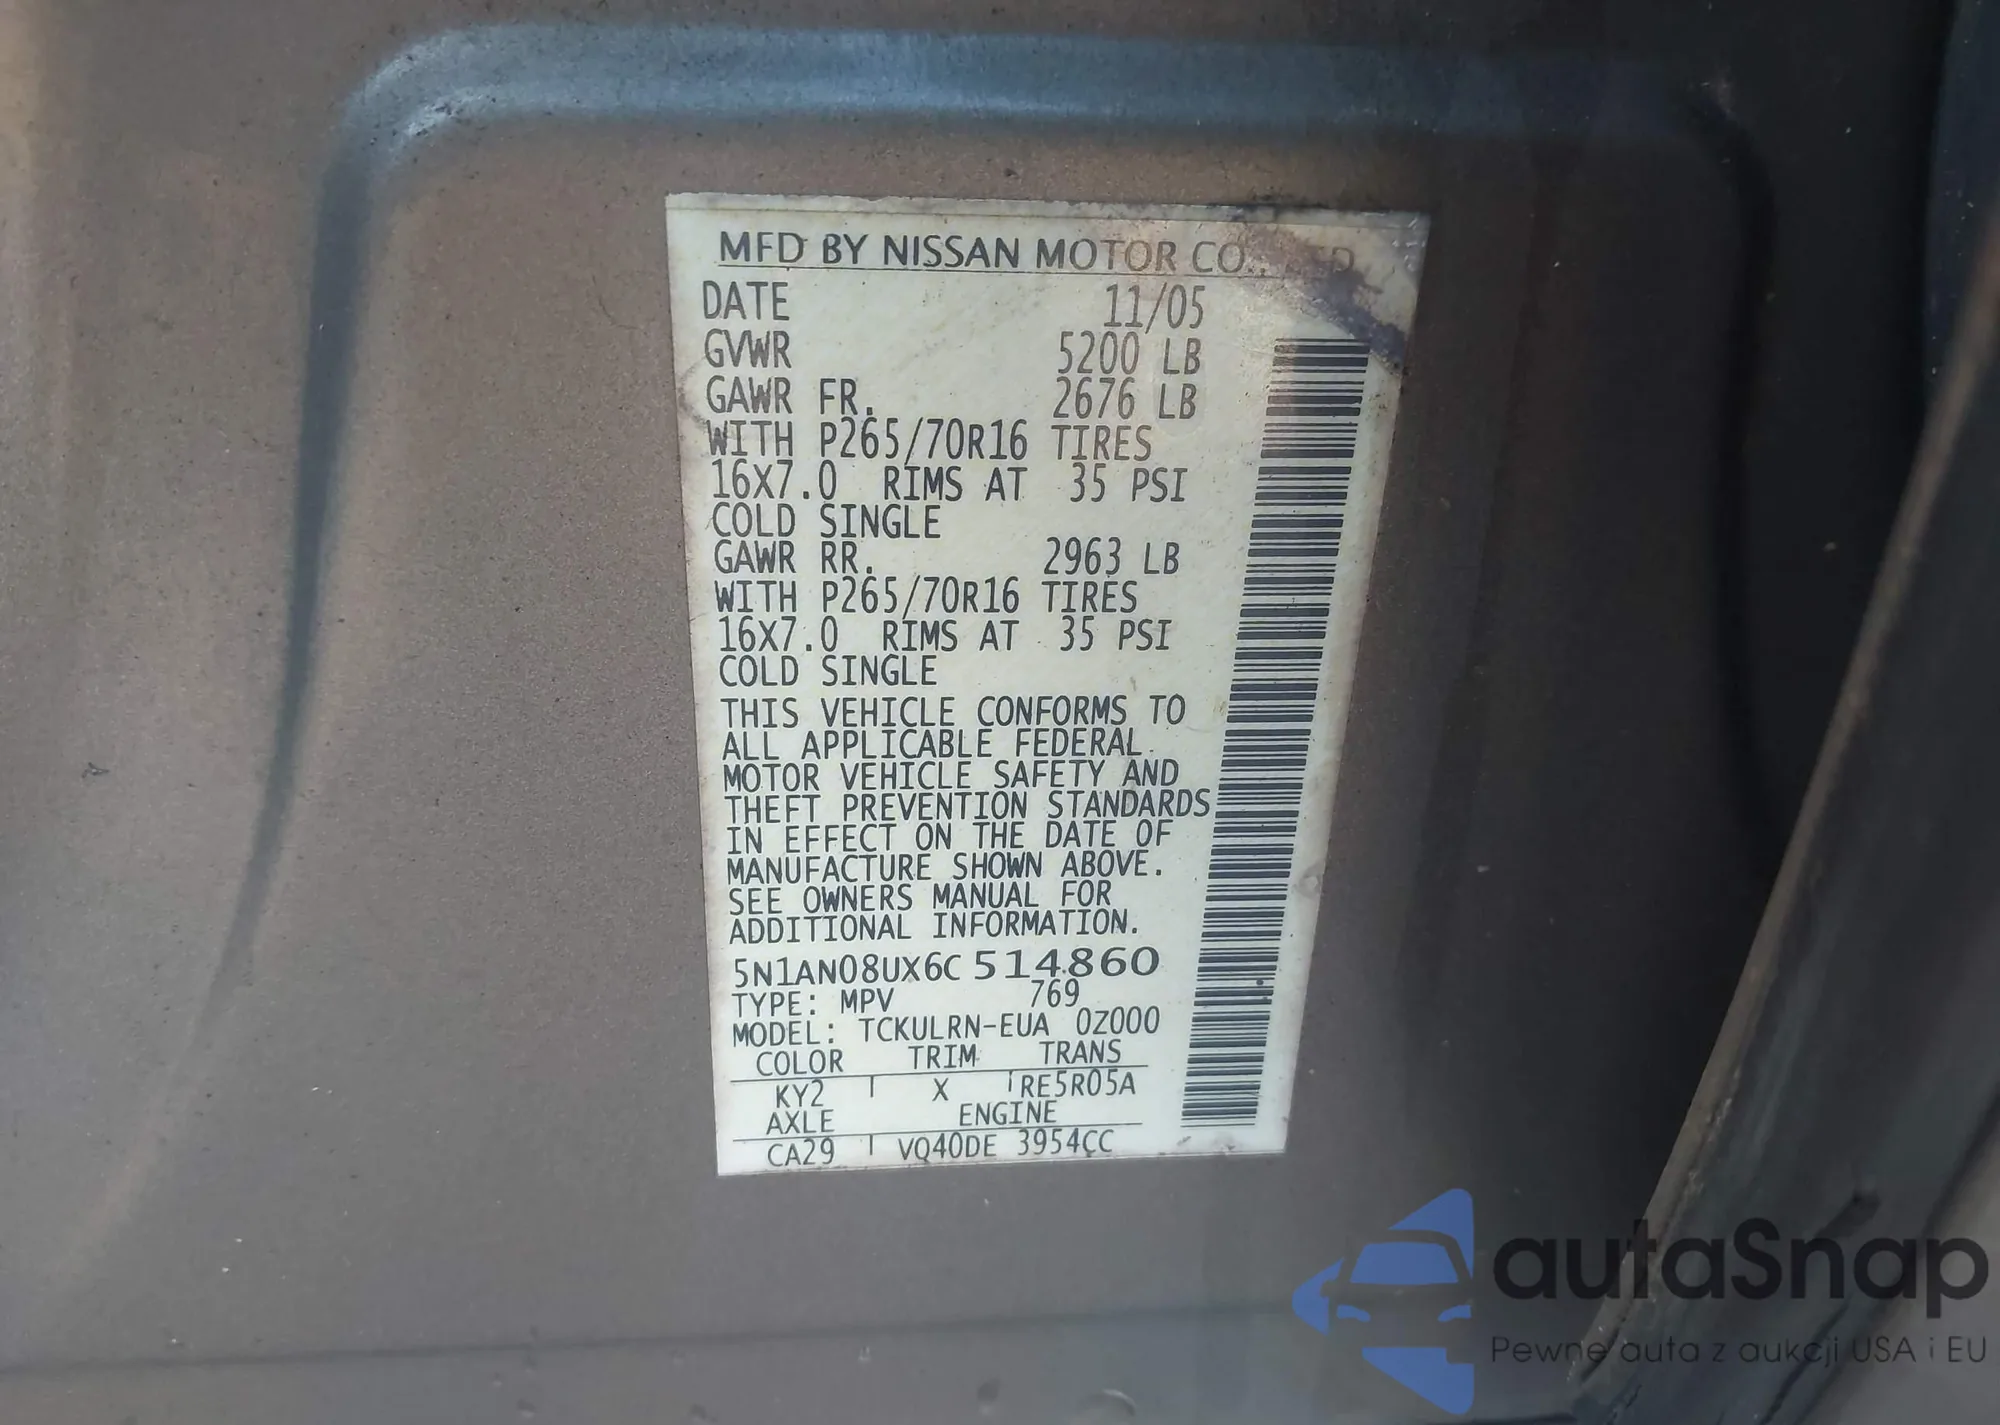 MFD BY NISSAN MOTOR CO.,
DATE 11/05
GVWR 5200 LB
GAWR FR. 2676 LB
WITH P265/70R16 TIRES
16X7.0 RIMS AT 35 PSI
COLD SINGLE
GAWR RR. 2963 LB
WITH P265/70R16 TIRES
16X7.0 RIMS AT 35 PSI
COLD SINGLE
THIS VEHICLE CONFORMS TO
ALL APPLICABLE FEDERAL
MOTOR VEHICLE SAFETY AND
THEFT PREVENTION STANDARDS
IN EFFECT ON THE DATE OF
MANUFACTURE SHOWN ABOVE.
SEE OWNERS MANUAL FOR
ADDITIONAL INFORMATION.
5N1AN08UX6C 514860
TYPE: MPV 769
MODEL: TCKULRN-EUA 0Z000
COLOR TRIM TRANS
KY2 X RE5R05A
AXLE ENGINE
CA29 VQ40DE 3954CC
autaSnap
Pewne auta z aukcji USA i EU